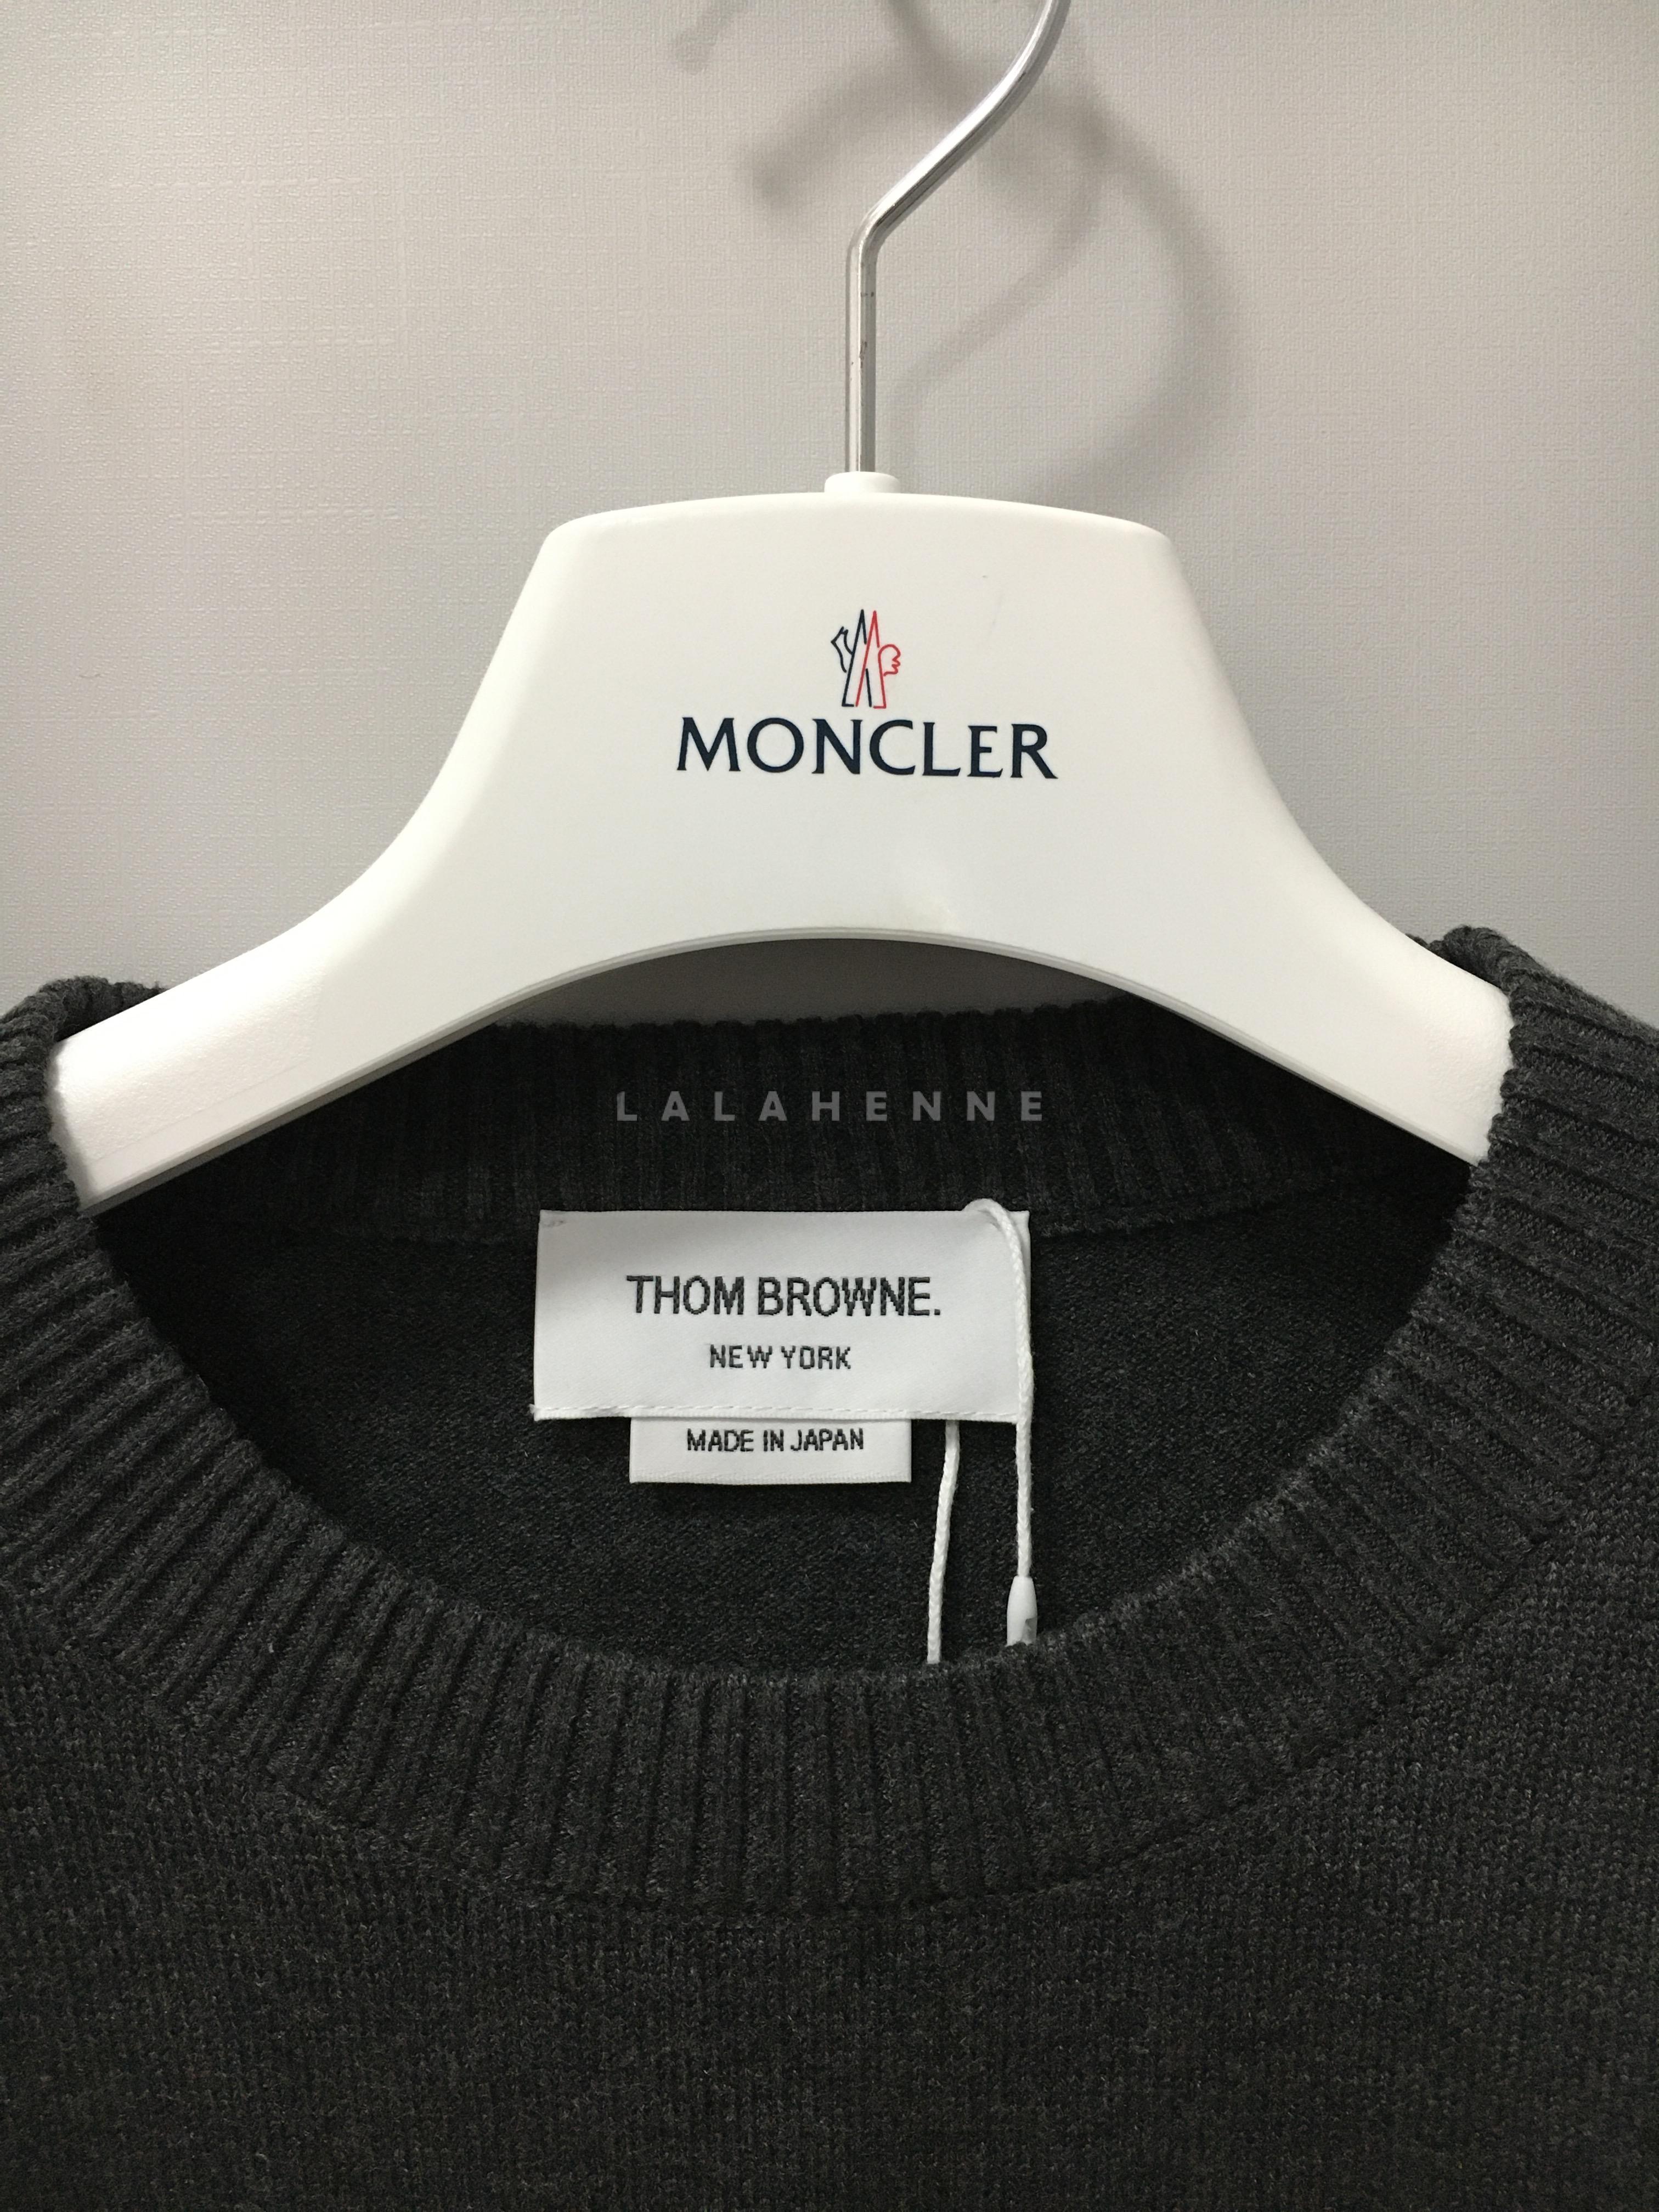 MONCLER
LALAHENNE
THOM BROWNE.
NEW YORK
MADE IN JAPAN